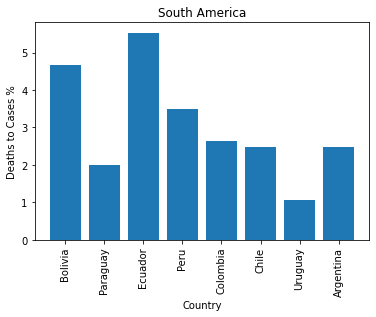 South America
Deaths to Cases %
5
4
3
2
1
0
Bolivia
Paraguay
Ecuador
Peru
Colombia
Chile
Uruguay
Argentina
Country